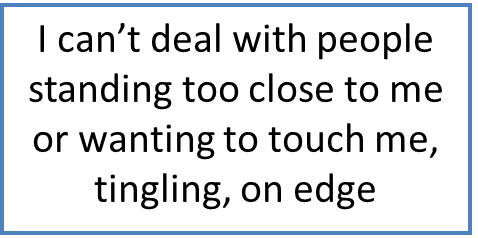 I can’t deal with people
standing too close to me
or wanting to touch me,
tingling, on edge